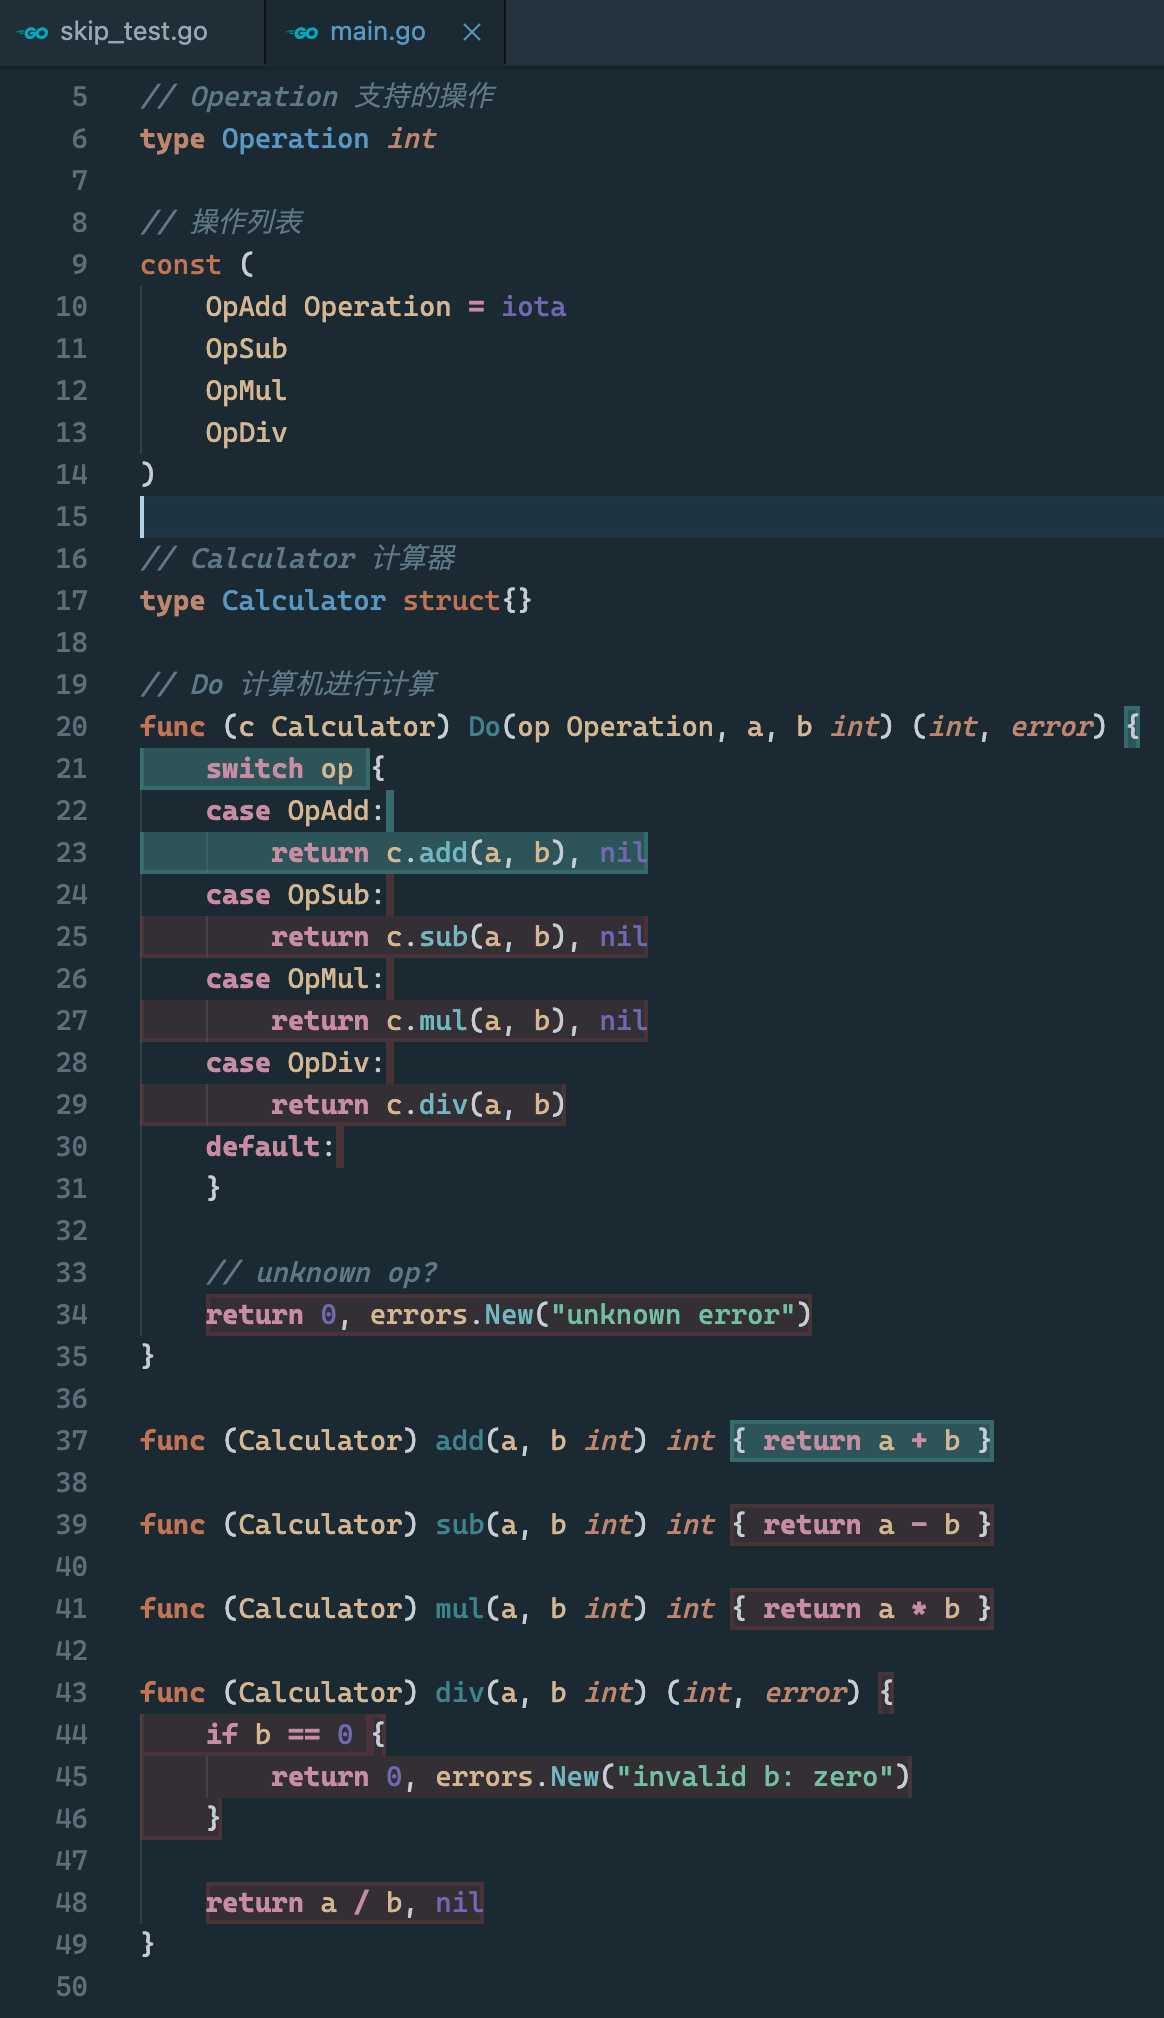 skip_test.go main.go
5 // Operation 支持的操作
6 type Operation int
7
8 // 操作列表
9 const (
10     OpAdd Operation = iota
11     OpSub
12     OpMul
13     OpDiv
14 )
15
16 // Calculator 计算器
17 type Calculator struct{}
18
19 // Do 计算机进行计算
20 func (c Calculator) Do(op Operation, a, b int) (int, error) {
21     switch op {
22     case OpAdd:
23         return c.add(a, b), nil
24     case OpSub:
25         return c.sub(a, b), nil
26     case OpMul:
27         return c.mul(a, b), nil
28     case OpDiv:
29         return c.div(a, b)
30     default:
31     }
32
33     // unknown op?
34     return 0, errors.New("unknown error")
35 }
36
37 func (Calculator) add(a, b int) int { return a + b }
38
39 func (Calculator) sub(a, b int) int { return a - b }
40
41 func (Calculator) mul(a, b int) int { return a * b }
42
43 func (Calculator) div(a, b int) (int, error) {
44     if b == 0 {
45         return 0, errors.New("invalid b: zero")
46     }
47
48     return a / b, nil
49 }
50